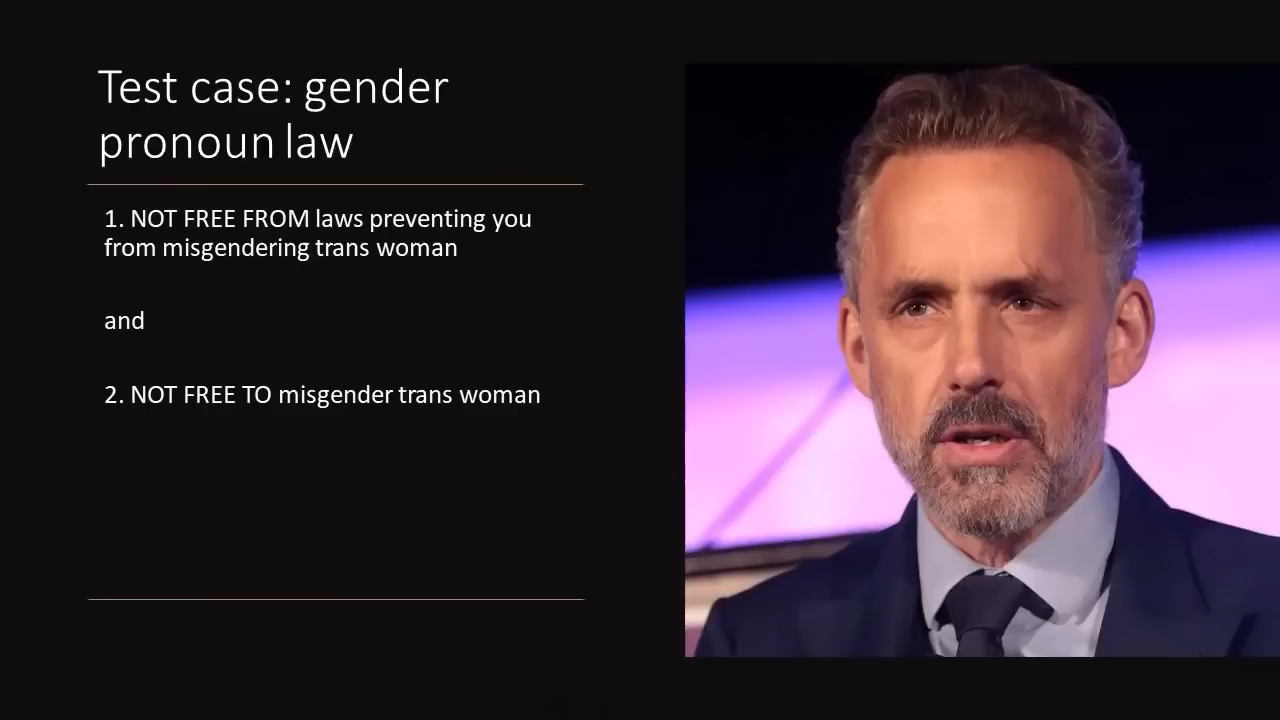 Test case: gender
pronoun law
1. NOT FREE FROM laws preventing you
from misgendering trans woman
and
2. NOT FREE TO misgender trans woman